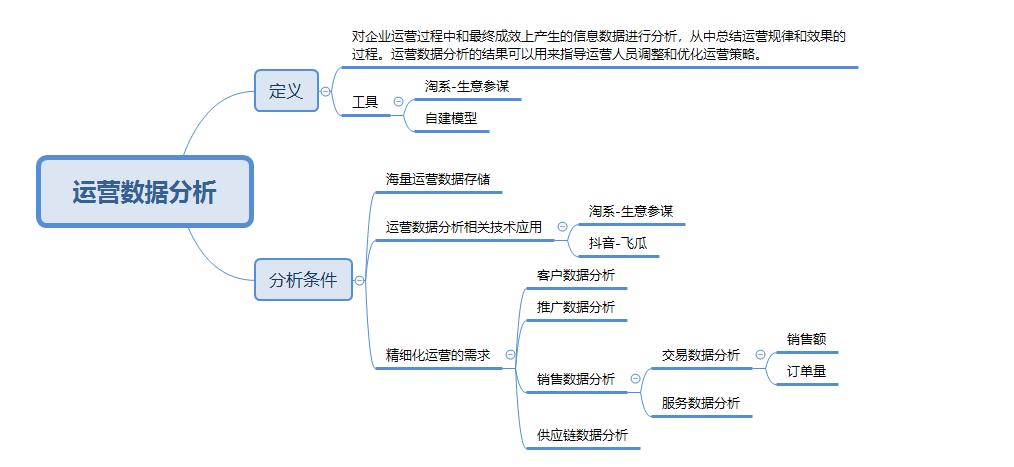 对企业运营过程中和最终成效上产生的信息数据进行分析，从中总结运营规律和效果的
过程。运营数据分析的结果可以用来指导运营人员调整和优化运营策略。
定义
工具
淘系-生意参谋
自建模型
运营数据分析
海量运营数据存储
运营数据分析相关技术应用
淘系-生意参谋
抖音-飞瓜
分析条件
客户数据分析
推广数据分析
精细化运营的需求
销售数据分析
交易数据分析
销售额
订单量
服务数据分析
供应链数据分析